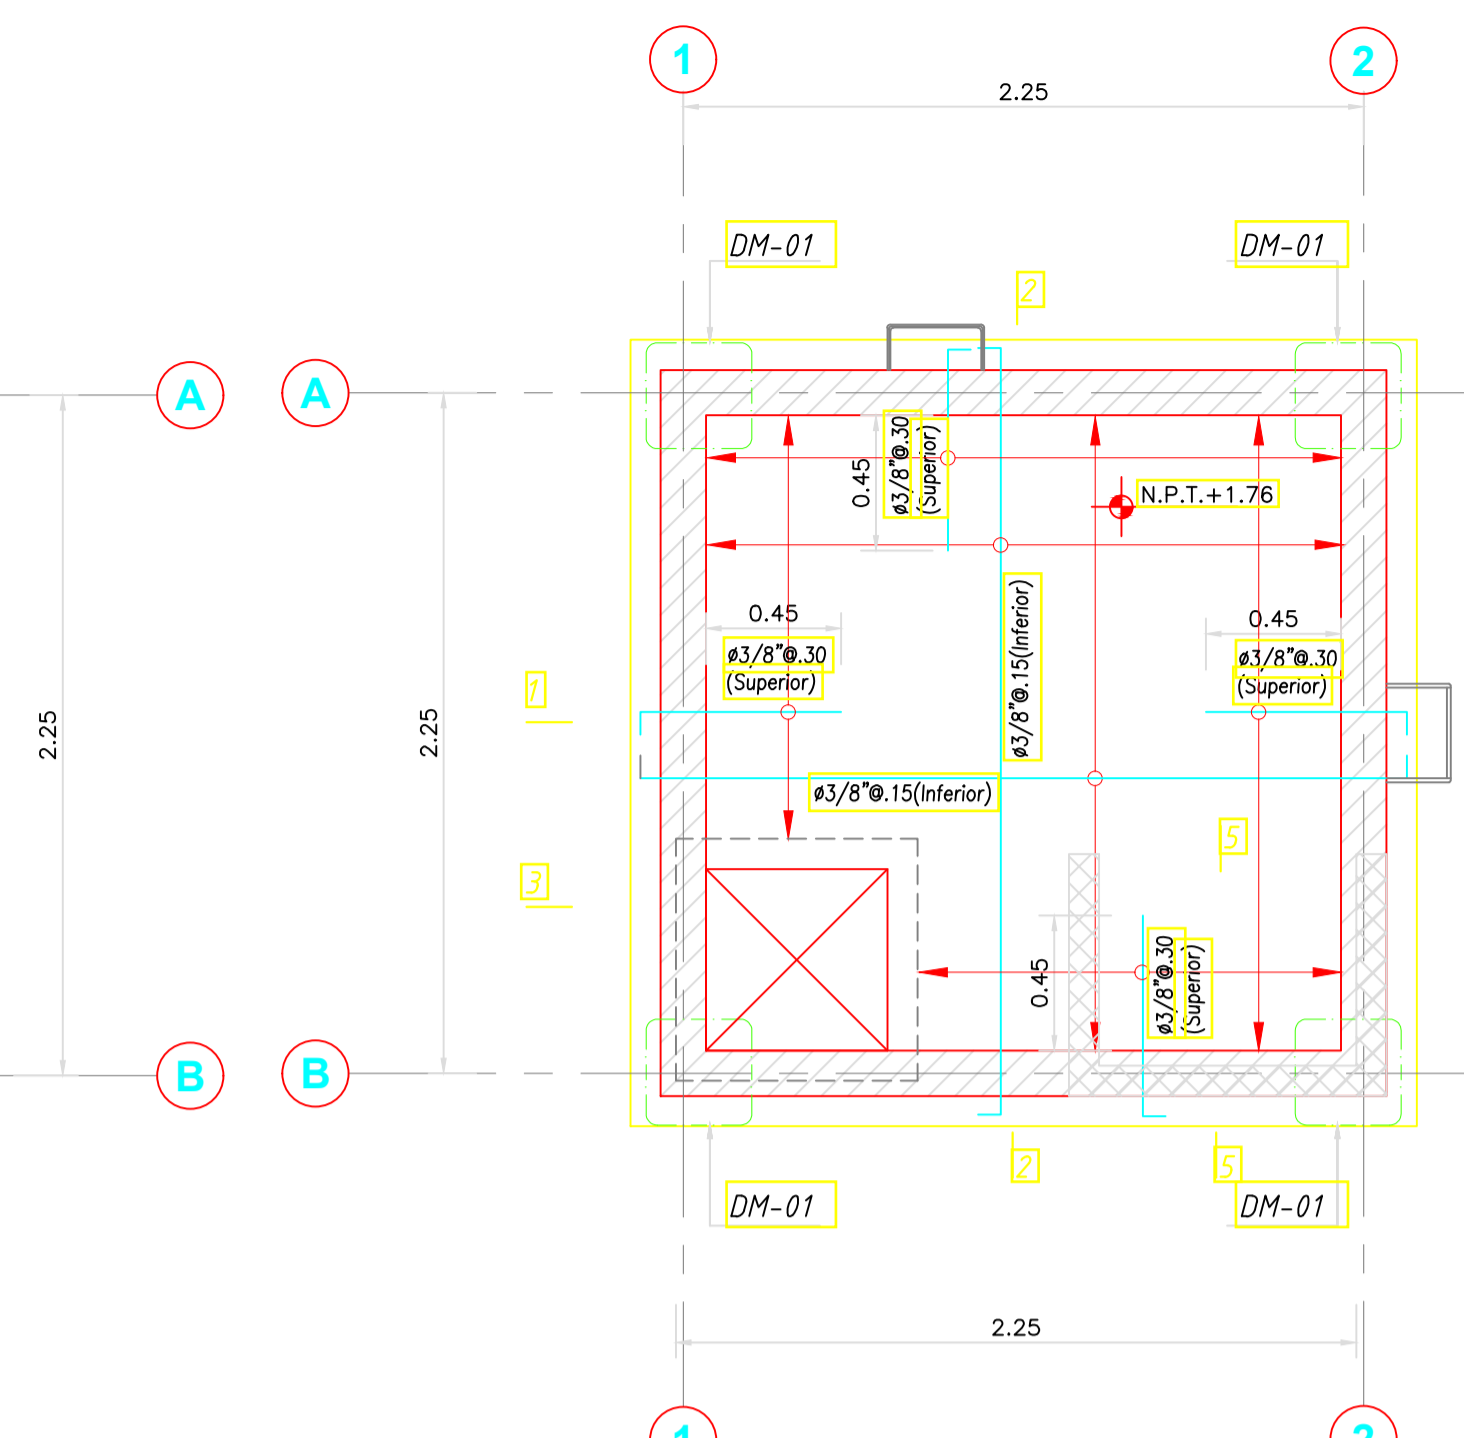 1
2
2.25
DM-01
DM-01
2
A
A
ø3/8"@.30
(Superior)
0.45
N.P.T.+1.76
0.45
ø3/8"@.30
(Superior)
ø3/8"@.15(Inferior)
0.45
ø3/8"@.30
(Superior)
1
2.25
2.25
ø3/8"@.15(Inferior)
5
3
0.45
ø3/8"@.30
(Superior)
B
B
2
5
DM-01
DM-01
2.25
1
2